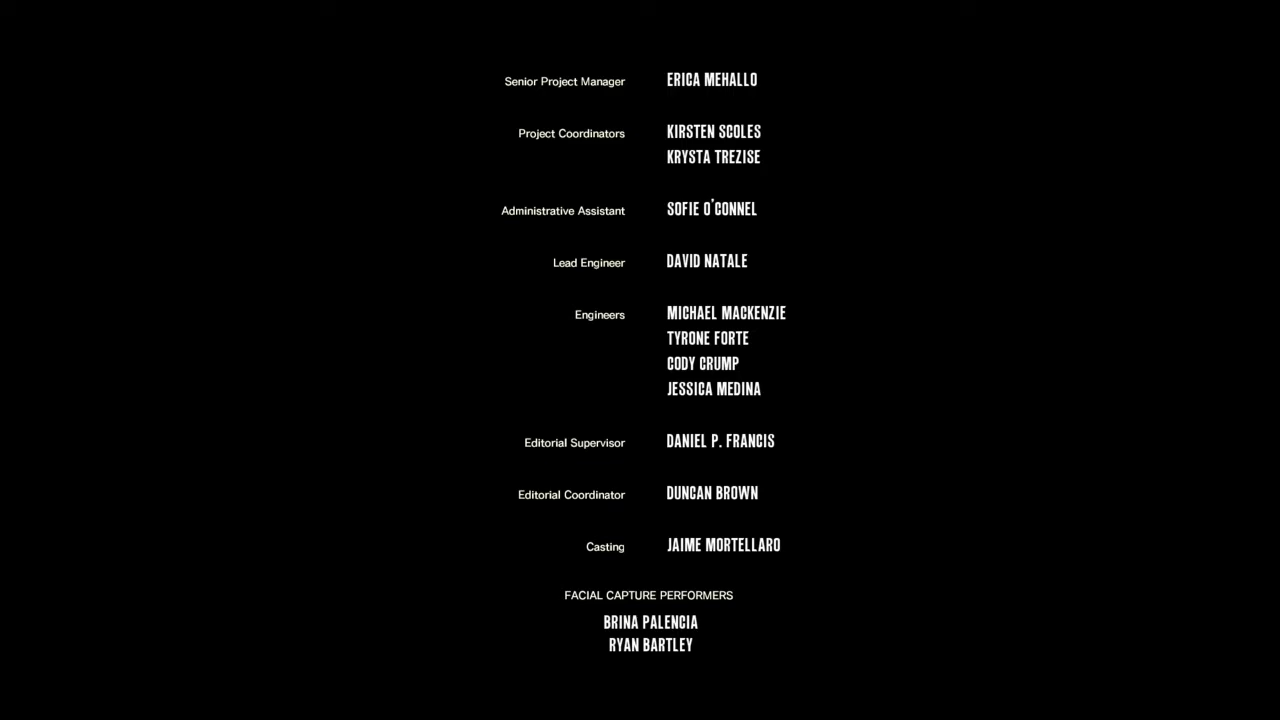 Senior Project Manager ERICA MEHALLO
Project Coordinators KIRSTEN SCOLES
KRYSTA TREZISE
Administrative Assistant SOFIE O'CONNEL
Lead Engineer DAVID NATALE
Engineers MICHAEL MACKENZIE
TYRONE FORTE
CODY CRUMP
JESSICA MEDINA
Editorial Supervisor DANIEL P. FRANCIS
Editorial Coordinator DUNCAN BROWN
Casting JAIME MORTELLARO
FACIAL CAPTURE PERFORMERS
BRINA PALENCIA
RYAN BARTLEY